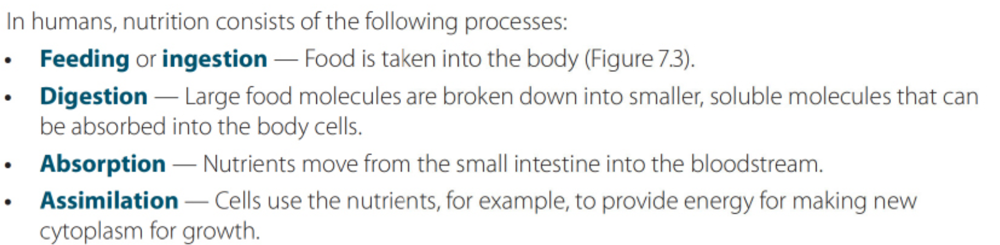 In humans, nutrition consists of the following processes:
• Feeding or ingestion — Food is taken into the body (Figure 7.3).
• Digestion — Large food molecules are broken down into smaller, soluble molecules that can
be absorbed into the body cells.
• Absorption — Nutrients move from the small intestine into the bloodstream.
• Assimilation — Cells use the nutrients, for example, to provide energy for making new
cytoplasm for growth.